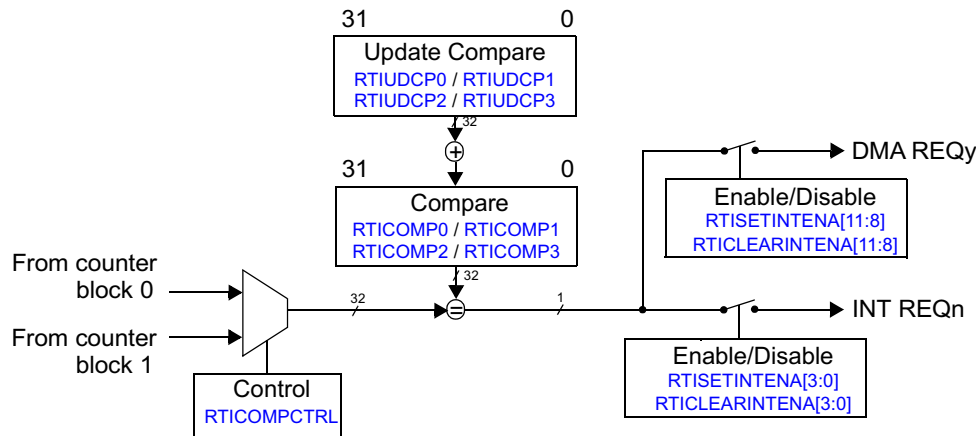 31 0
Update Compare
RTIUDCP0 / RTIUDCP1
RTIUDCP2 / RTIUDCP3
32
+
31 0
Compare
RTICOMP0 / RTICOMP1
RTICOMP2 / RTICOMP3
32
DMA REQy
Enable/Disable
RTISETINTENA[11:8]
RTICLEARINTENA[11:8]
From counter
block 0
32
=
1
INT REQn
From counter
block 1
Control
RTICOMPCTRL
Enable/Disable
RTISETINTENA[3:0]
RTICLEARINTENA[3:0]